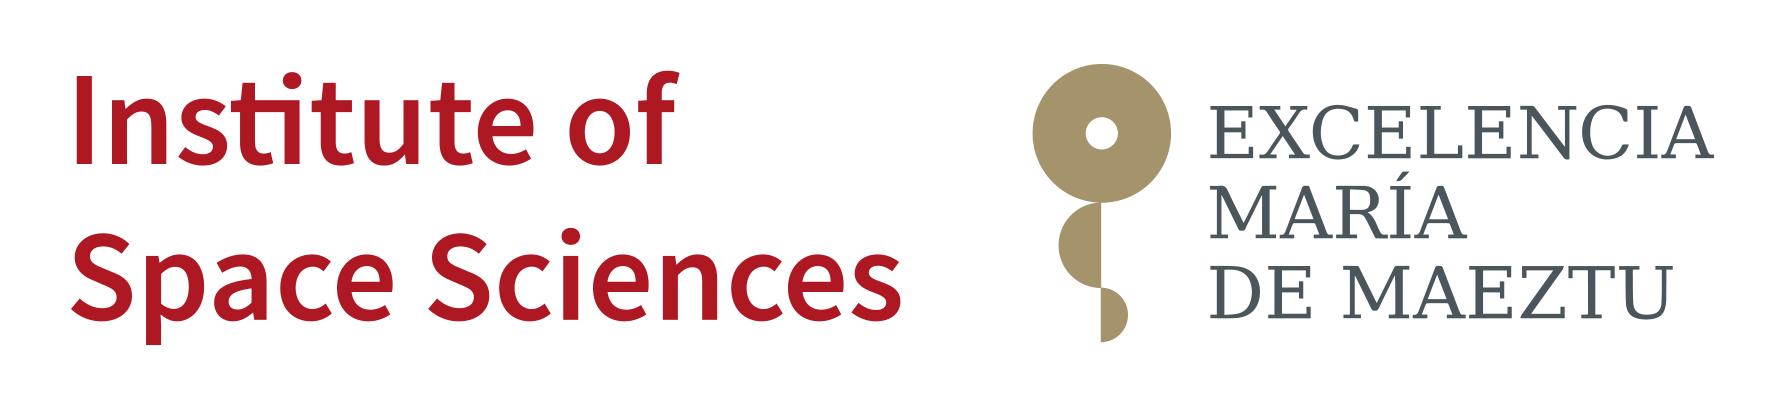 Institute of
Space Sciences
EXCELENCIA
MARÍA
DE MAEZTU